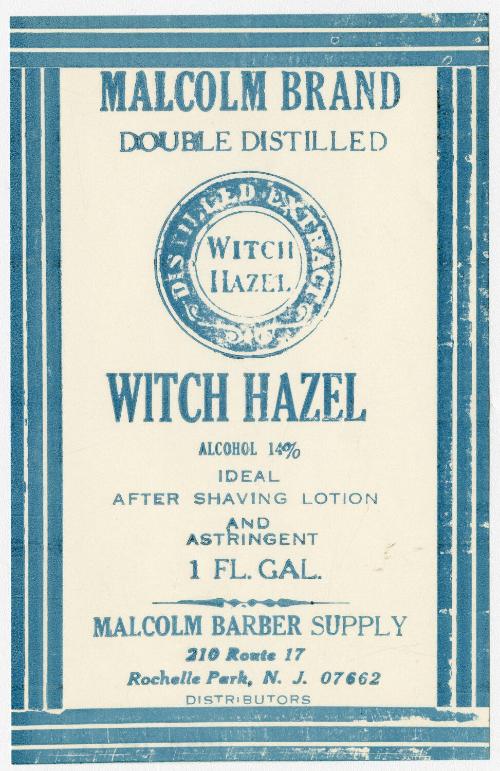 MALCOLM BRAND
DOUBLE DISTILLED
DISTILLED EXTRACT
WITCH
HAZEL
WITCH HAZEL
ALCOHOL 14%
IDEAL
AFTER SHAVING LOTION
AND
ASTRINGENT
1 FL. GAL.
MALCOLM BARBER SUPPLY
210 Route 17
Rochelle Park, N. J. 07662
DISTRIBUTORS